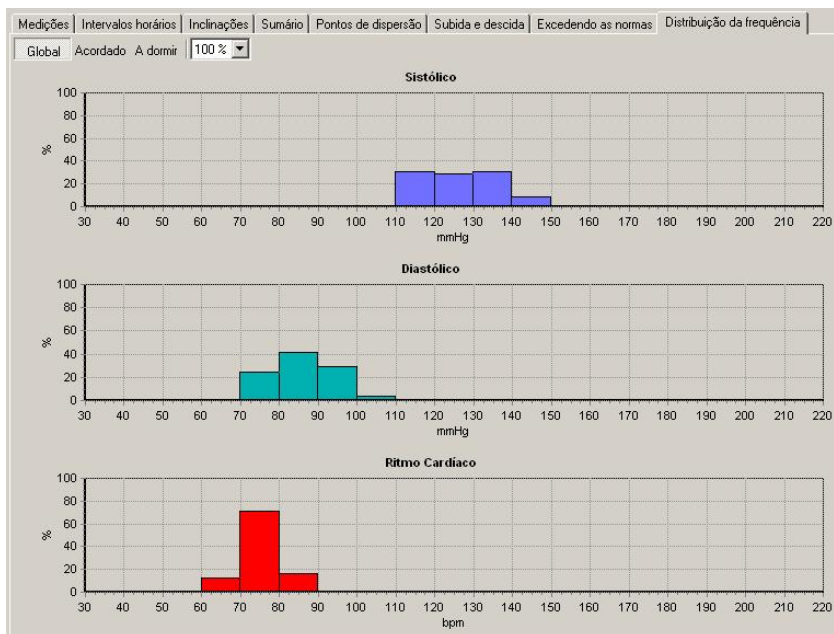 Medições Intervalos horários Inclinações Sumário Pontos de dispersão Subida e descida Excedendo as normas Distribuição da frequência
Global Acordado A dormir 100 %
Sistólico
100
80
60
40
20
0
%
30 40 50 60 70 80 90 100 110 120 130 140 150 160 170 180 190 200 210 220
mmHg
Diastólico
100
80
60
40
20
0
%
30 40 50 60 70 80 90 100 110 120 130 140 150 160 170 180 190 200 210 220
mmHg
Ritmo Cardíaco
100
80
60
40
20
0
%
30 40 50 60 70 80 90 100 110 120 130 140 150 160 170 180 190 200 210 220
bpm